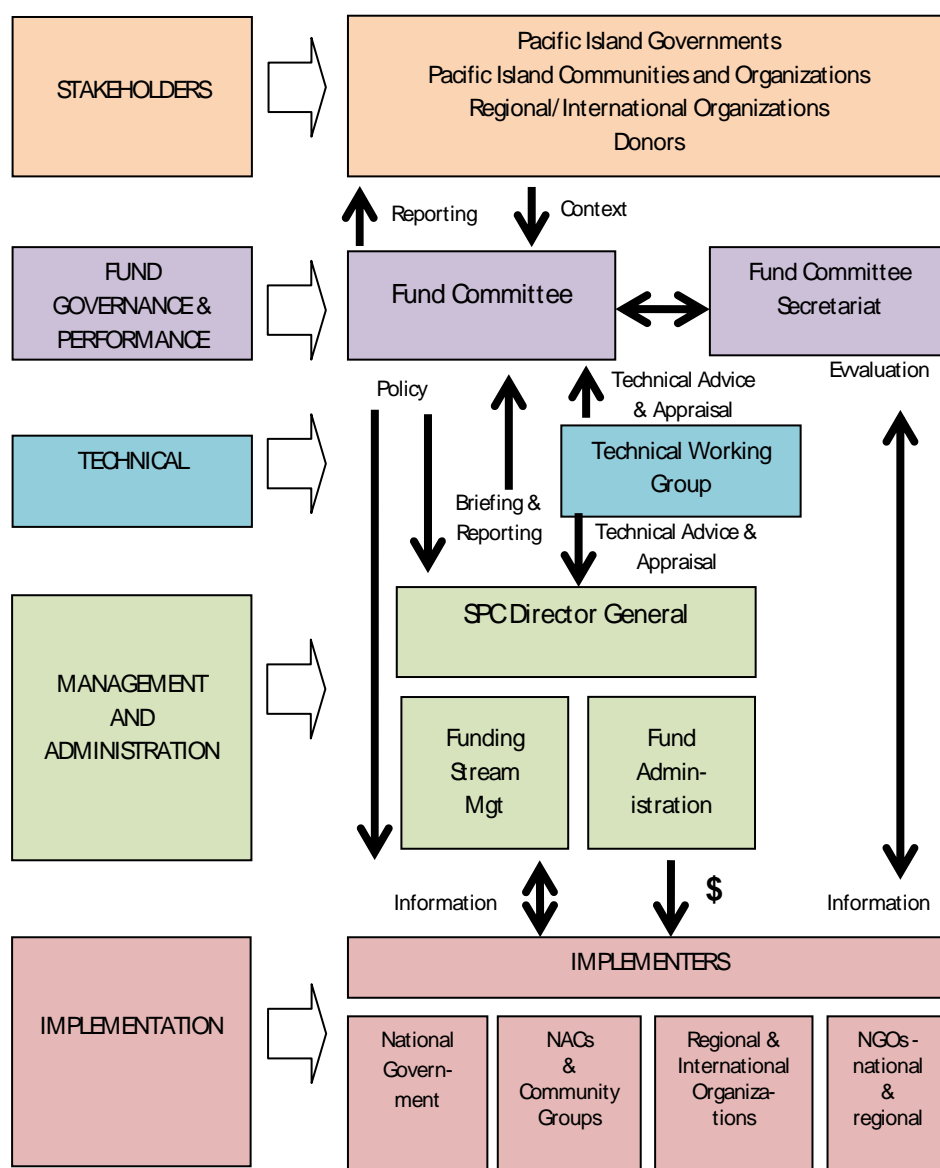 STAKEHOLDERS
Pacific Island Governments
Pacific Island Communities and Organizations
Regional/International Organizations
Donors
Reporting
Context
FUND
GOVERNANCE &
PERFORMANCE
Fund Committee
Fund Committee
Secretariat
Policy
Technical Advice
& Appraisal
Evvaluation
TECHNICAL
Technical Working
Group
Briefing &
Reporting
Technical Advice &
Appraisal
MANAGEMENT
AND
ADMINISTRATION
SPC Director General
Funding
Stream
Mgt
Fund
Admin-
istration
Information
$
Information
IMPLEMENTATION
IMPLEMENTERS
National
Govern-
ment
NACs
&
Community
Groups
Regional &
International
Organiza-
tions
NGOs -
national
&
regional